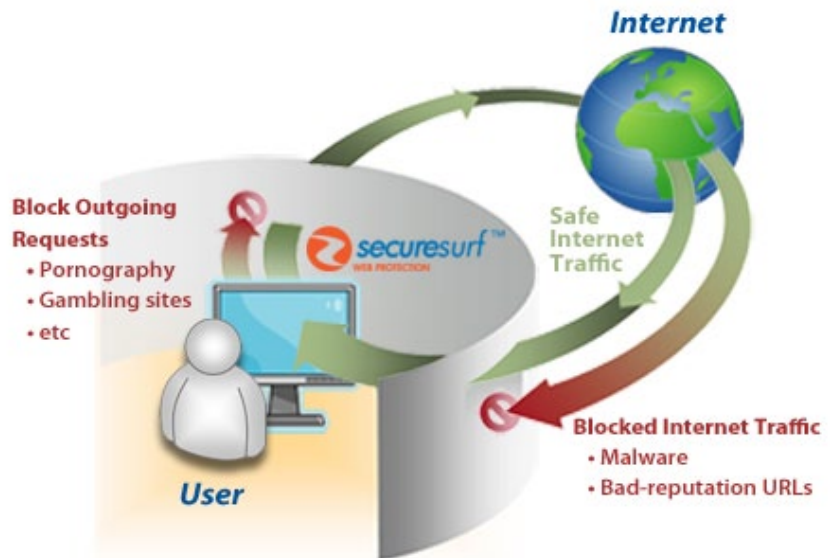 Internet
Block Outgoing
Requests
• Pornography
• Gambling sites
• etc
securesurf™
WEB PROTECTION
Safe
Internet
Traffic
Blocked Internet Traffic
• Malware
• Bad-reputation URLs
User